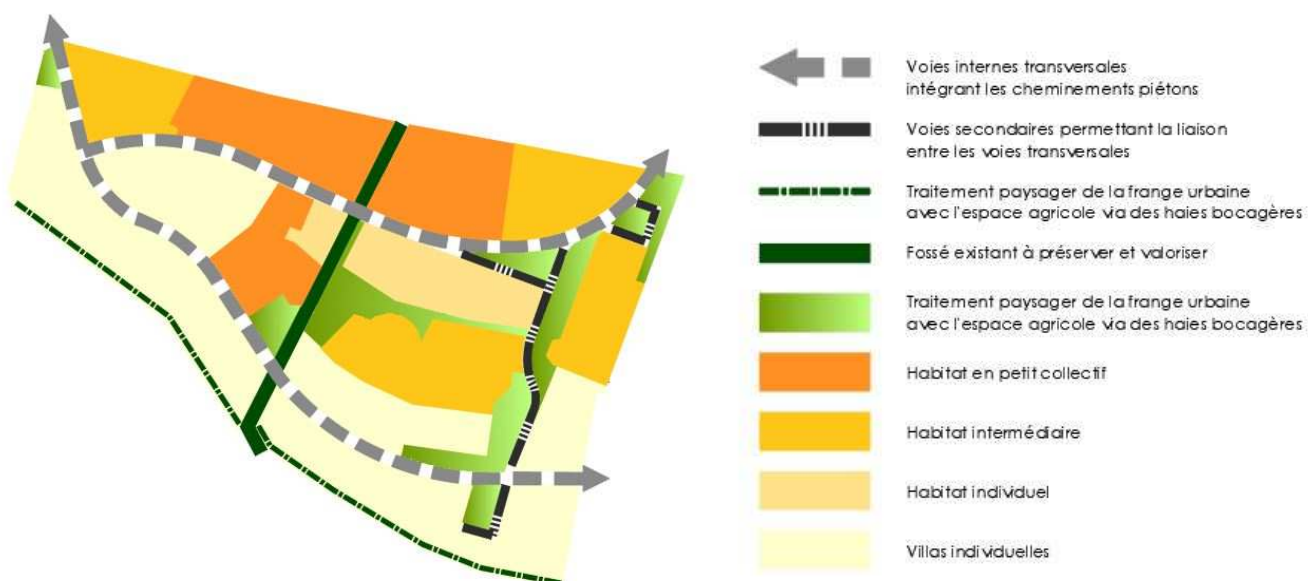 Voies internes transversales
intégrant les cheminements piétons
Voies secondaires permettant la liaison
entre les voies transversales
Traitement paysager de la frange urbaine
avec l'espace agricole via des haies bocagères
Fossé existant à préserver et valoriser
Traitement paysager de la frange urbaine
avec l'espace agricole via des haies bocagères
Habitat en petit collectif
Habitat intermédiaire
Habitat individuel
Villas individuelles